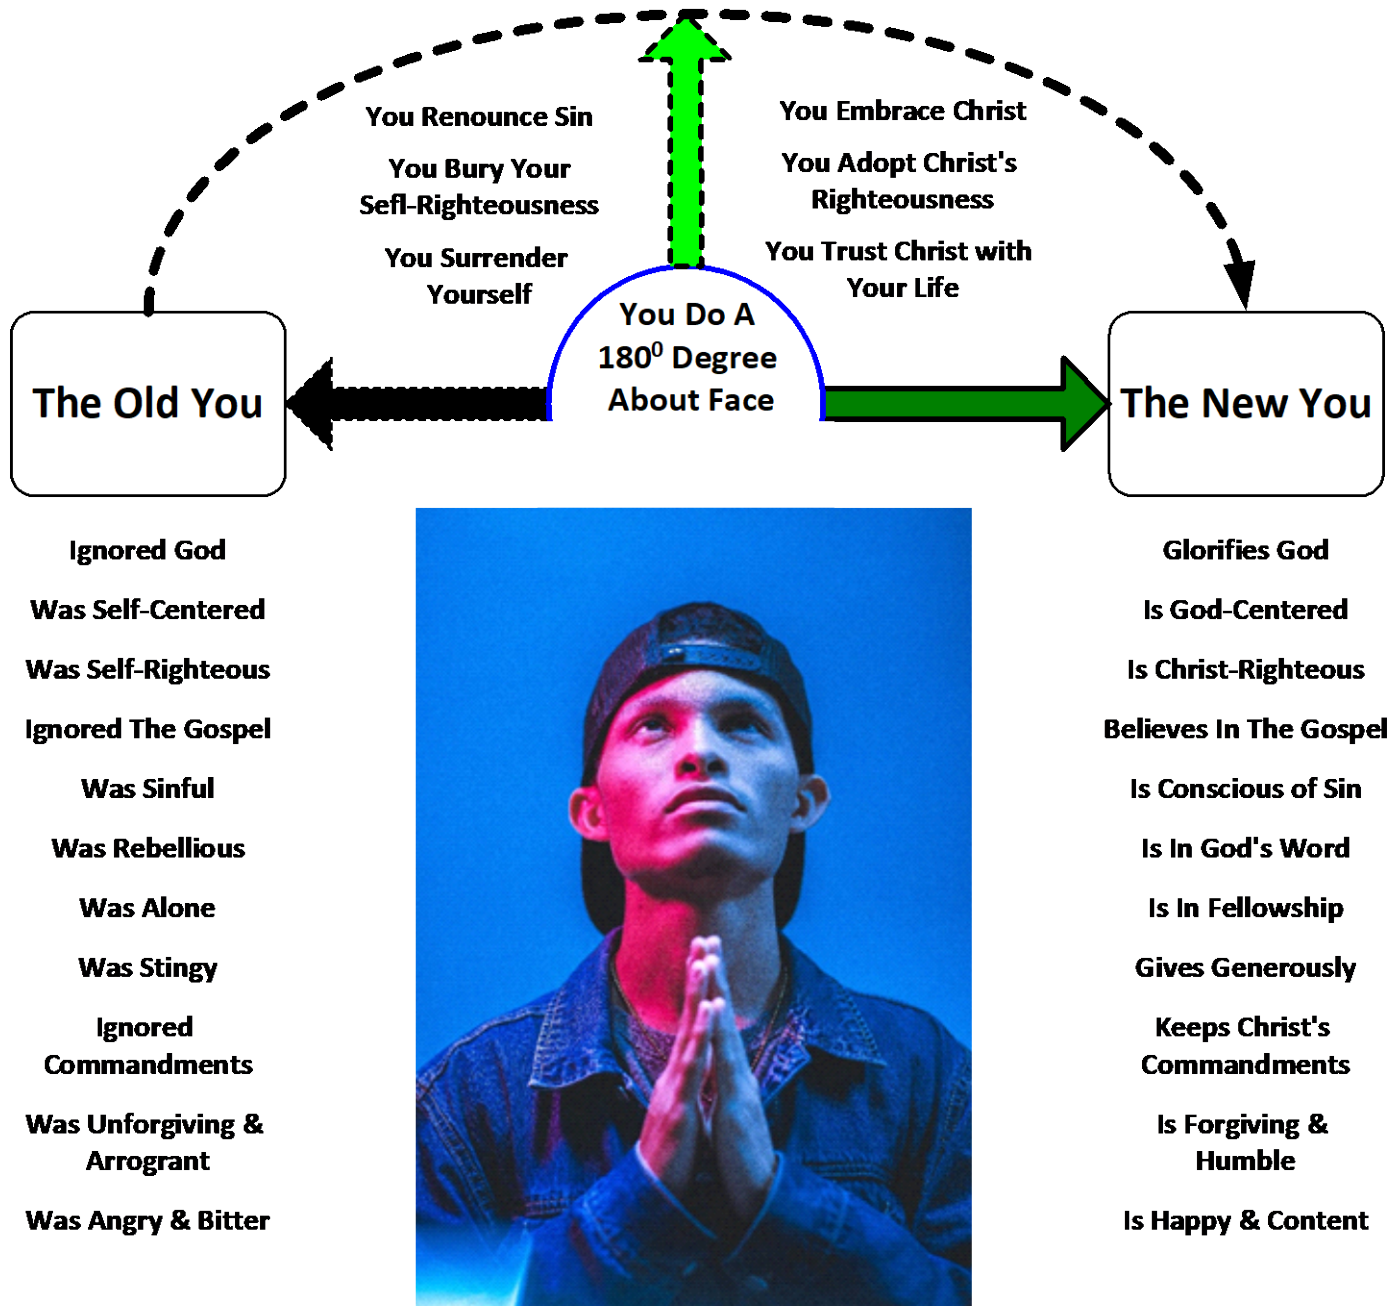 You Renounce Sin
You Bury Your
Sefl-Righteousness
You Surrender
Yourself
You Embrace Christ
You Adopt Christ's
Righteousness
You Trust Christ with
Your Life
You Do A
180⁰ Degree
About Face
The Old You
The New You
Ignored God
Was Self-Centered
Was Self-Righteous
Ignored The Gospel
Was Sinful
Was Rebellious
Was Alone
Was Stingy
Ignored
Commandments
Was Unforgiving &
Arrogrant
Was Angry & Bitter
Glorifies God
Is God-Centered
Is Christ-Righteous
Believes In The Gospel
Is Conscious of Sin
Is In God's Word
Is In Fellowship
Gives Generously
Keeps Christ's
Commandments
Is Forgiving &
Humble
Is Happy & Content